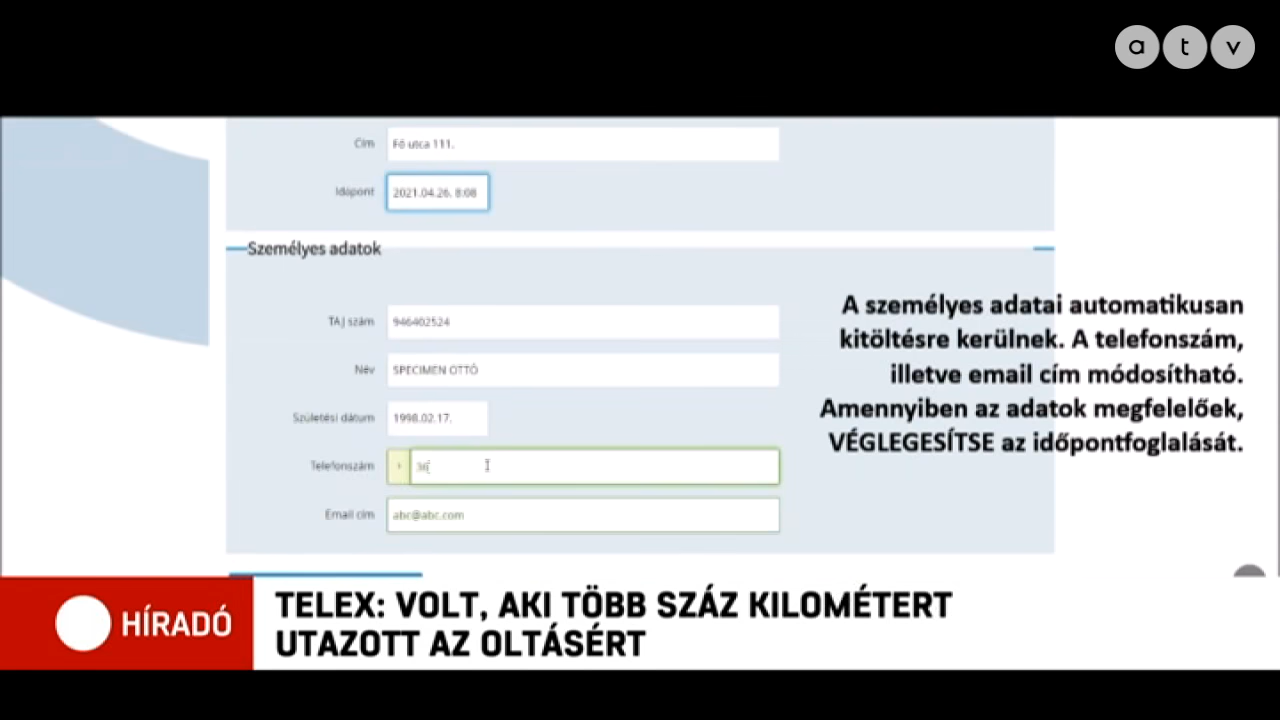 a t v
Cím Fő utca 111.
Időpont 2021.04.26. 8:08
Személyes adatok
TAJ szám 946402524
Név SPECIMEN OTTÓ
Születési dátum 1998.02.17.
Telefonszám + 36
Email cím abc@abc.com
A személyes adatai automatikusan
kitöltésre kerülnek. A telefonszám,
illetve email cím módosítható.
Amennyiben az adatok megfelelőek,
VÉGLEGESÍTSE az időpontfoglalását.
HÍRADÓ
TELEX: VOLT, AKI TÖBB SZÁZ KILOMÉTERT
UTAZOTT AZ OLTÁSÉRT